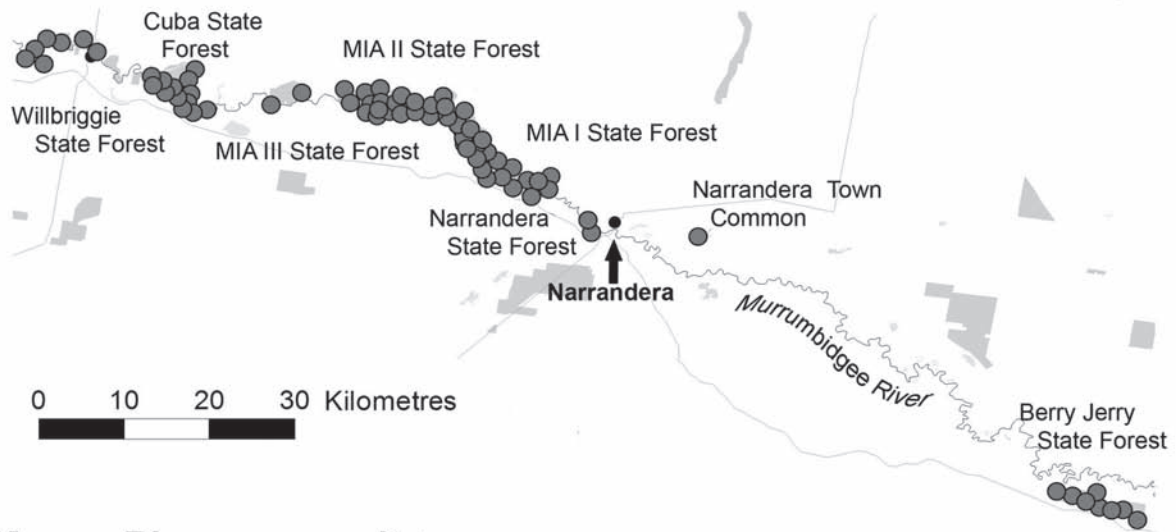 Cuba State
Forest
MIA II State Forest
Willbriggie
State Forest
MIA III State Forest
MIA I State Forest
Narrandera Town
Common
Narrandera
State Forest
Narrandera
Murrumbidgee River
0 10 20 30 Kilometres
Berry Jerry
State Forest